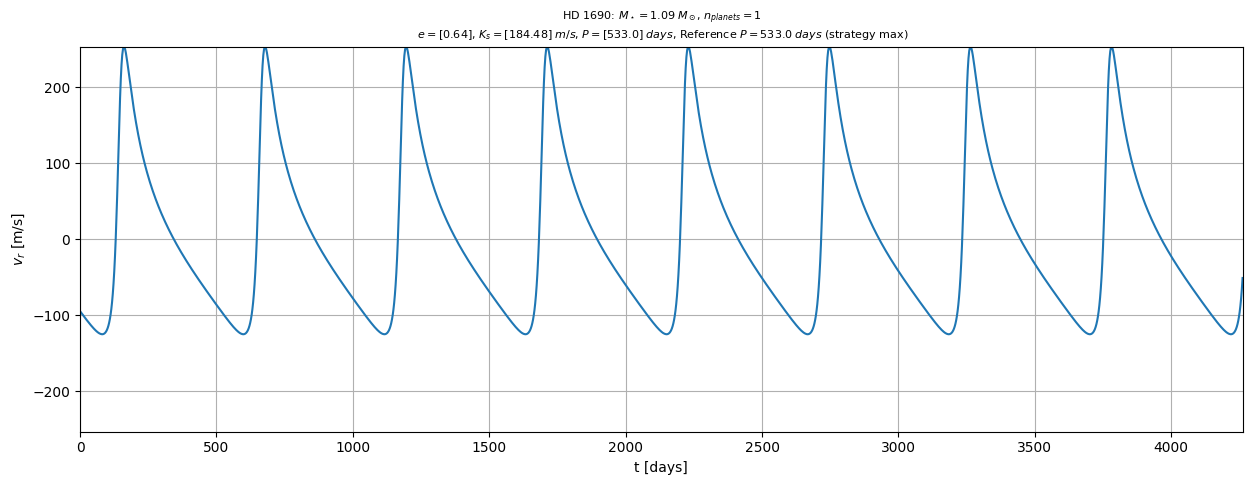 HD 1690: $M_⋆ = 1.09 M_⊙$, $n_{planets} = 1$
$e = [0.64]$, $K_s = [184.48] m/s$, $P = [533.0] days$, Reference $P = 533.0 days$ (strategy max)
200
100
0
−100
−200
$v_r$ [m/s]
0 500 1000 1500 2000 2500 3000 3500 4000
t [days]